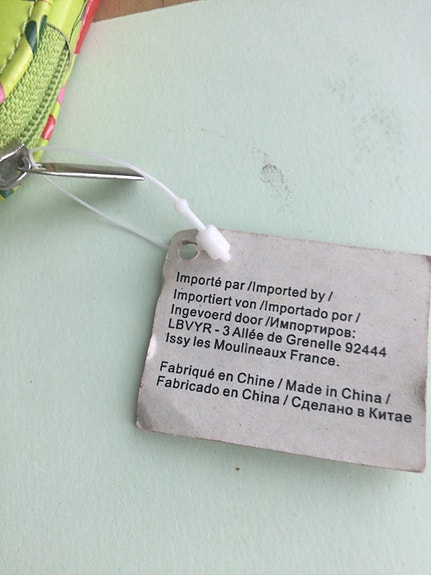 Importé par /Imported by /
Importiert von /Importado por /
Ingevoerd door /Импортиров:
LBVYR - 3 Allée de Grenelle 92444
Issy les Moulineaux France.
Fabriqué en Chine / Made in China /
Fabricado en China / Сделано в Китае